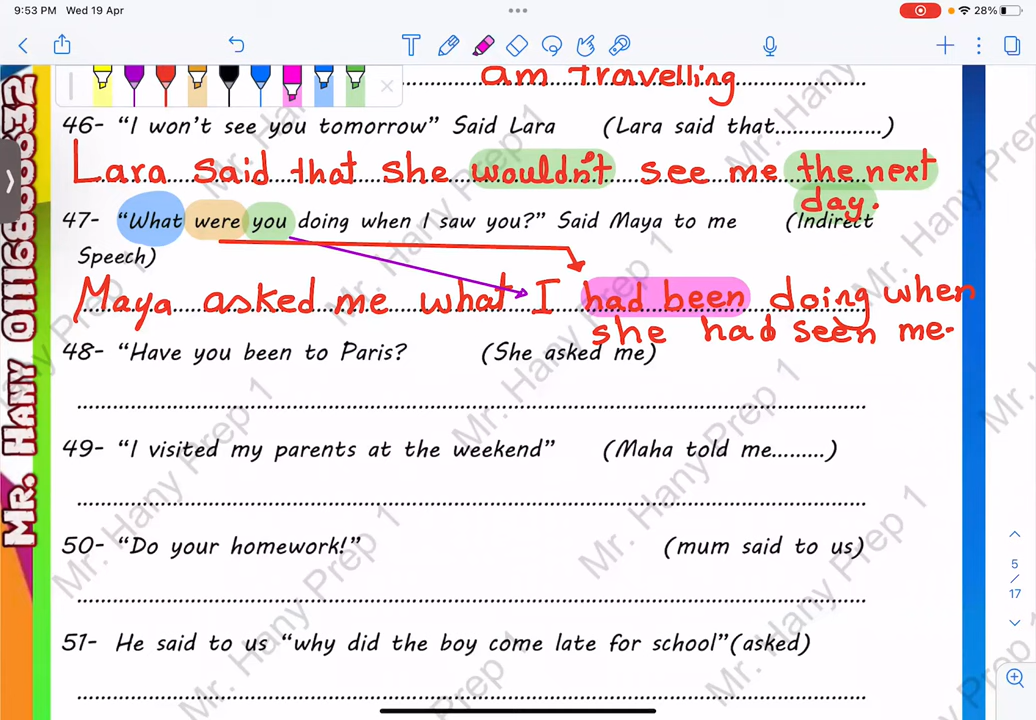 9:53 PM Wed 19 Apr
28%
am travelling
46- “I won’t see you tomorrow” Said Lara (Lara said that..................)
Lara said that she wouldn't see me the next
day.
47- “What were you doing when I saw you?” Said Maya to me (Indirect
Speech)
Maya asked me what I had been doing when
she had seen me.
48- “Have you been to Paris? (She asked me)
49- “I visited my parents at the weekend” (Maha told me.........)
50- “Do your homework!” (mum said to us)
51- He said to us “why did the boy come late for school”(asked)
MR. HANY 01116680032
Mr. Hany Prep 1
5
/
17